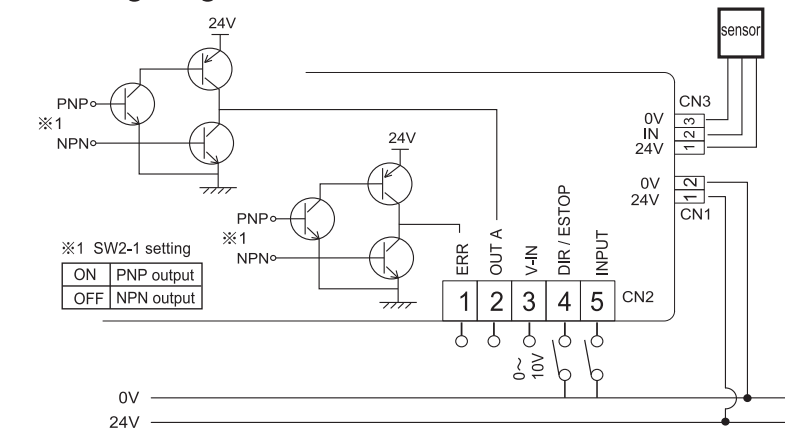 24V
sensor
PNP
※1
NPN
CN3
0V 3
IN 2
24V 1
24V
0V 2
24V 1
CN1
PNP
※1
NPN
※1 SW2-1 setting
ON PNP output
OFF NPN output
ERR
OUT A
V-IN
DIR / ESTOP
INPUT
1 2 3 4 5 CN2
0～
10V
0V
24V